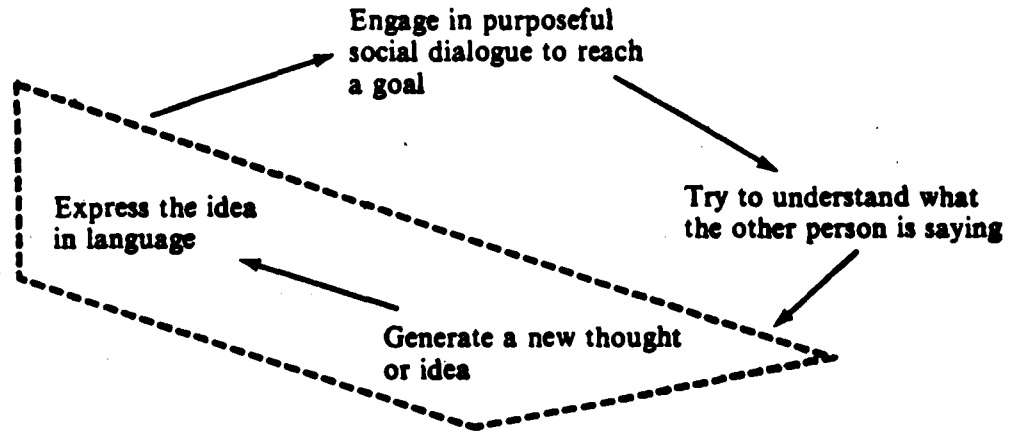 Engage in purposeful
social dialogue to reach
a goal
Try to understand what
the other person is saying
Express the idea
in language
Generate a new thought
or idea